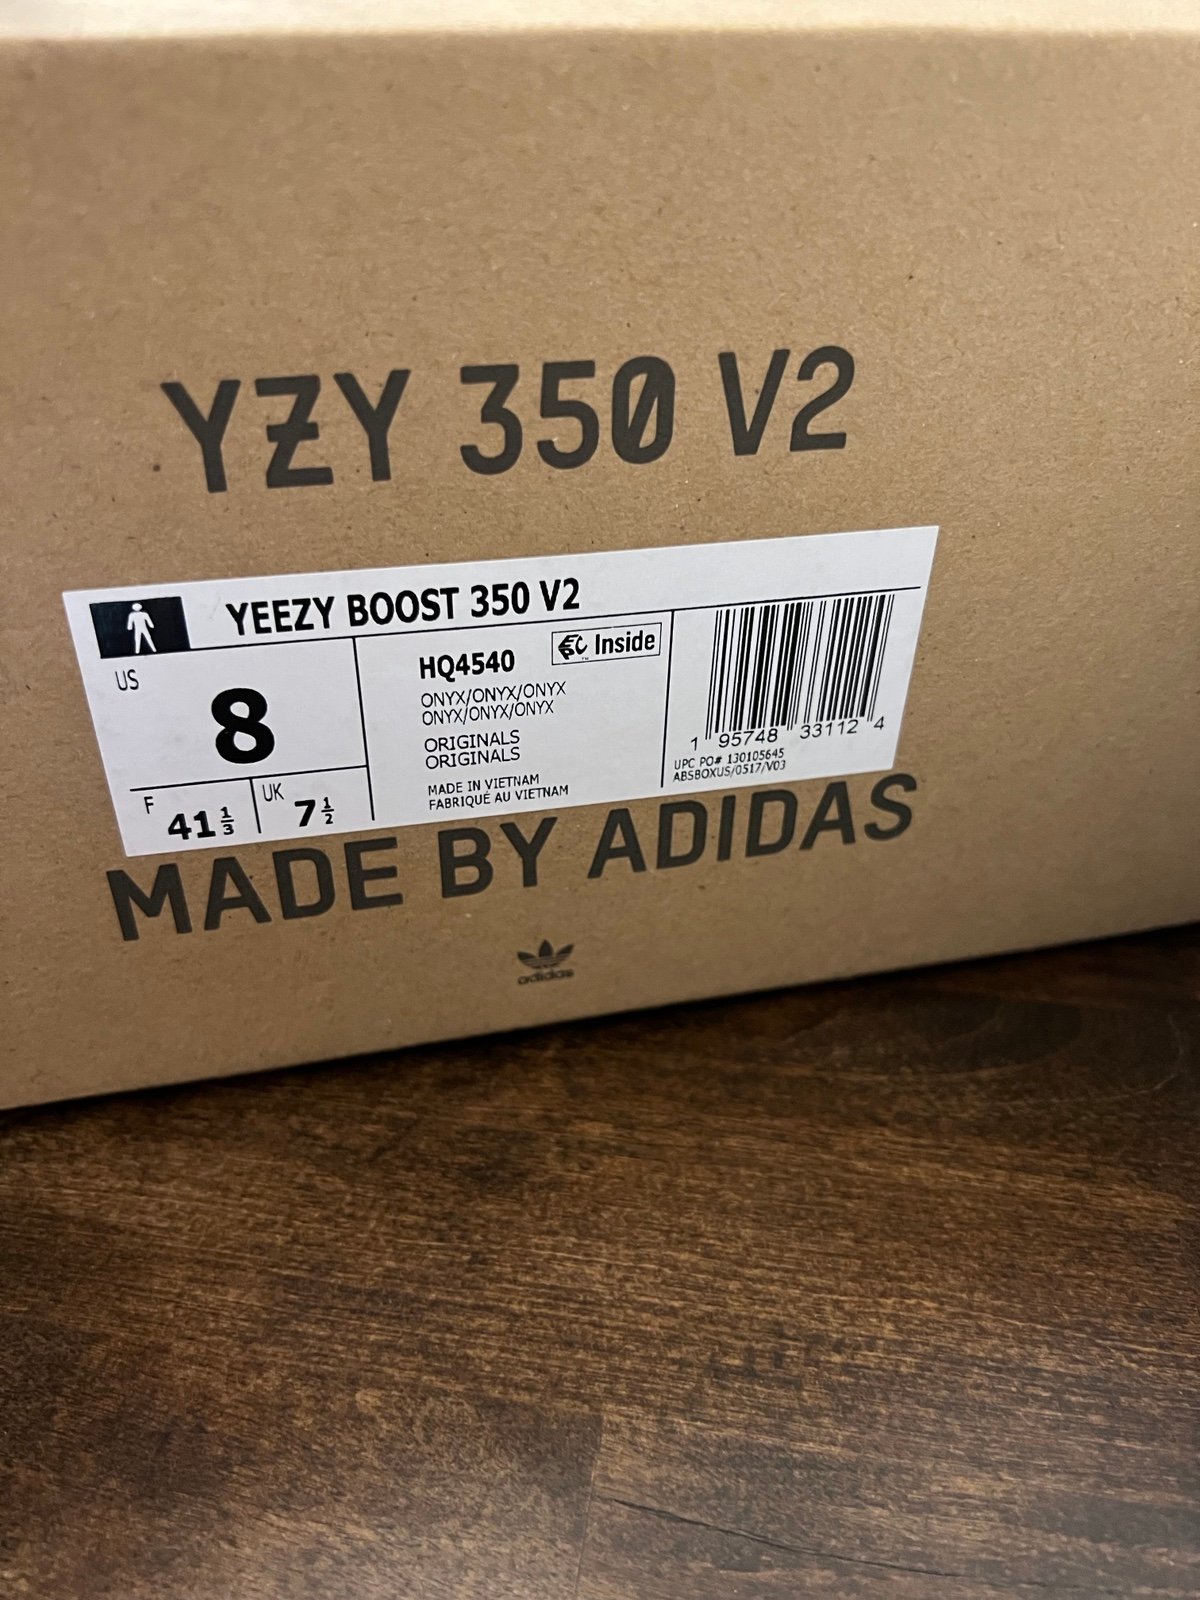 YZY 350 V2
YEEZY BOOST 350 V2
US
8
F
41 1/3
UK
7 1/2
HQ4540
EC Inside
ONYX/ONYX/ONYX
ONYX/ONYX/ONYX
ORIGINALS
ORIGINALS
MADE IN VIETNAM
FABRIQUÉ AU VIETNAM
1 95748 33112 4
UPC PO# 130105645
ABSBOXUS/0517/V03
MADE BY ADIDAS
adidas